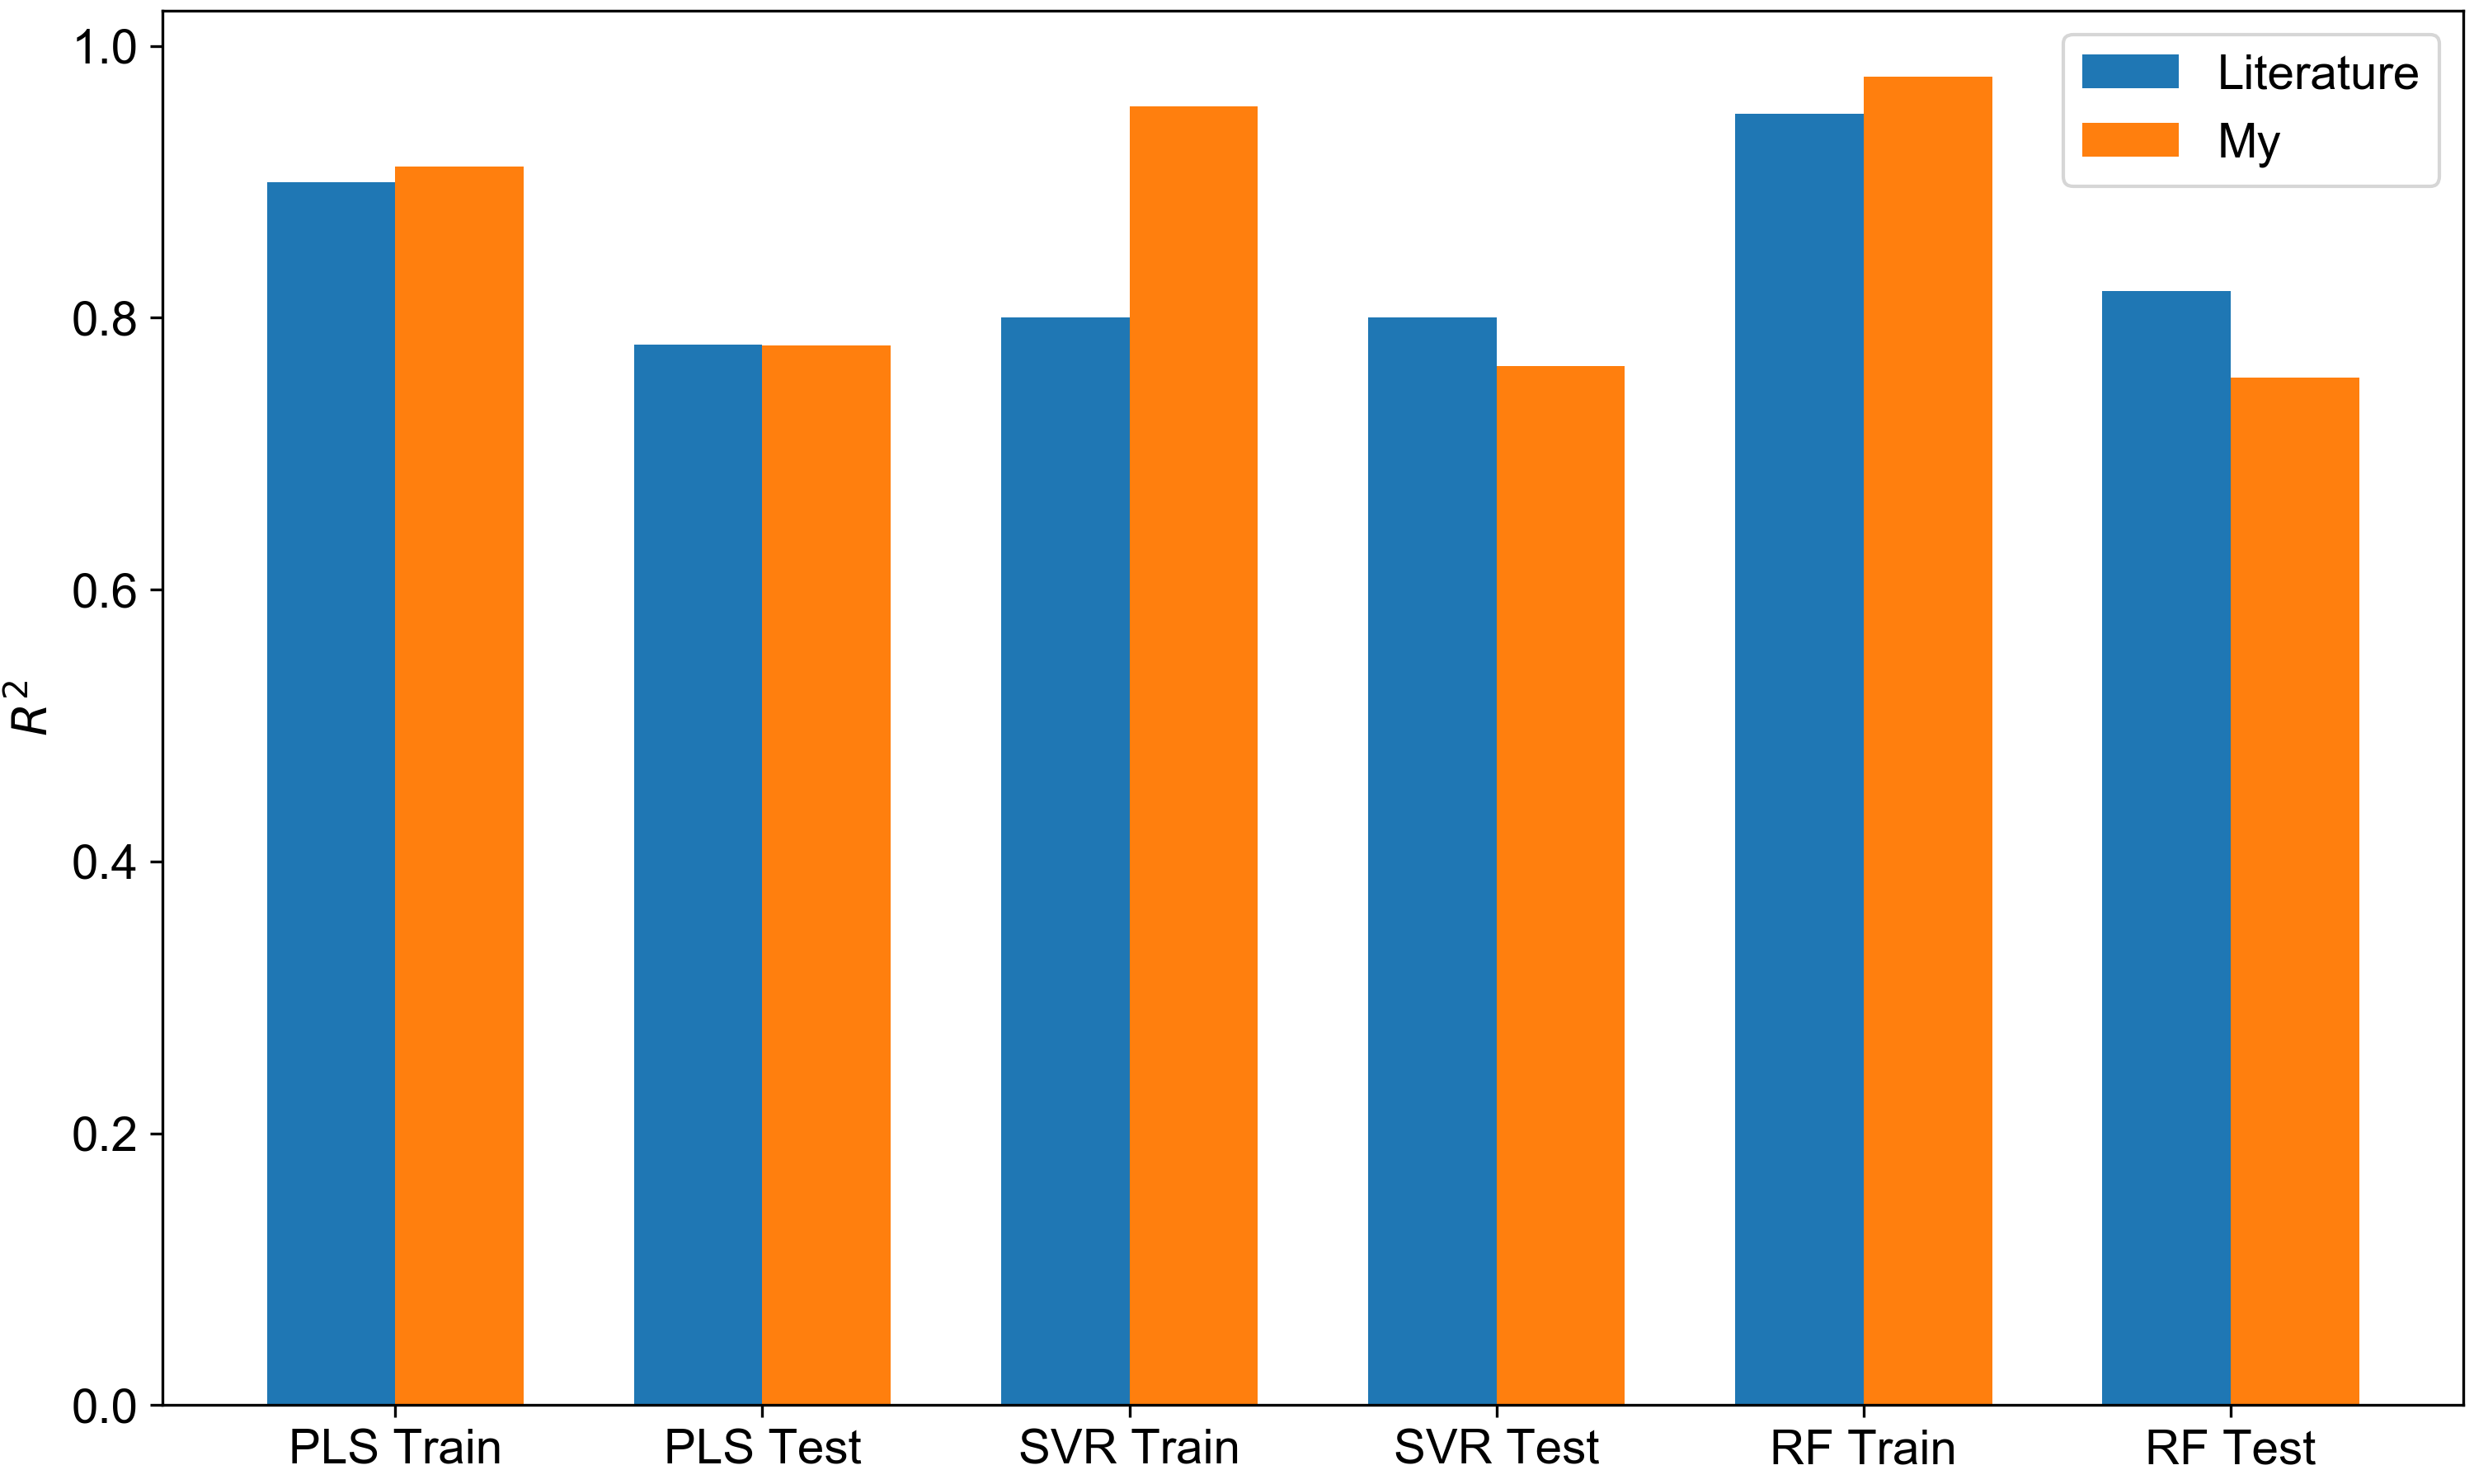 1.0
0.8
0.6
0.4
0.2
0.0
R²
Literature
My
PLS Train
PLS Test
SVR Train
SVR Test
RF Train
RF Test